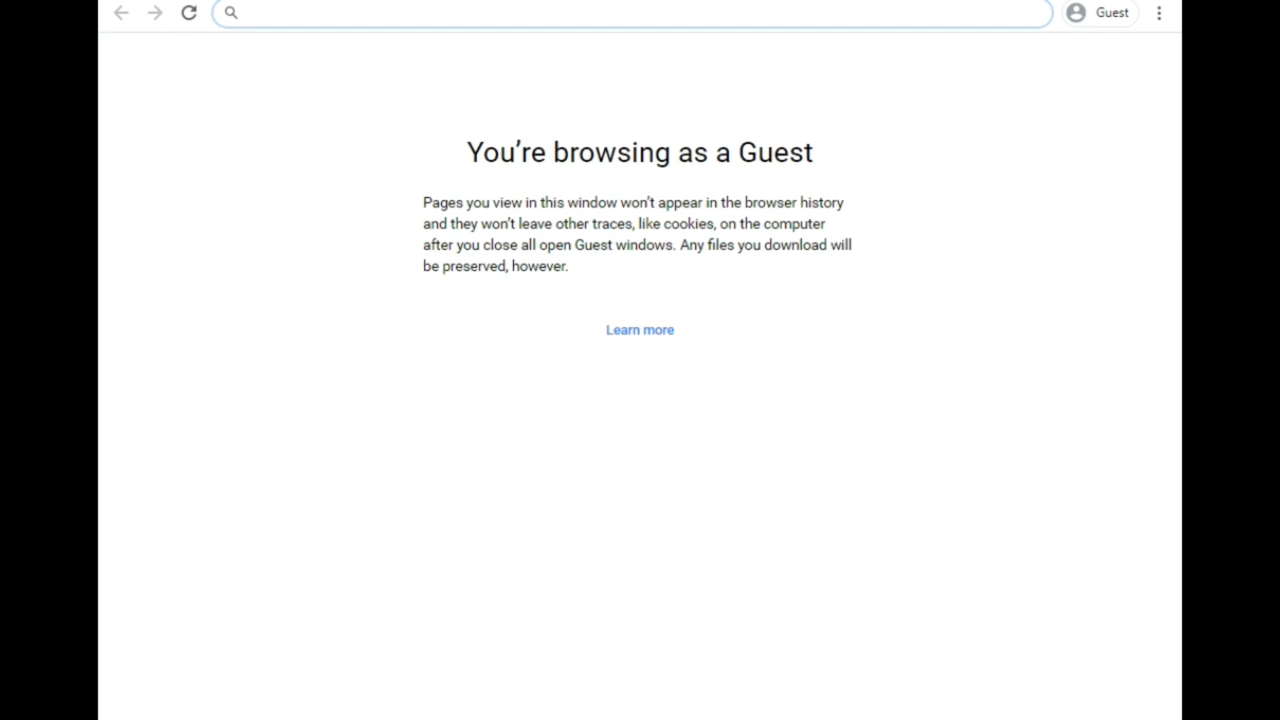 Guest
You’re browsing as a Guest
Pages you view in this window won’t appear in the browser history
and they won’t leave other traces, like cookies, on the computer
after you close all open Guest windows. Any files you download will
be preserved, however.
Learn more